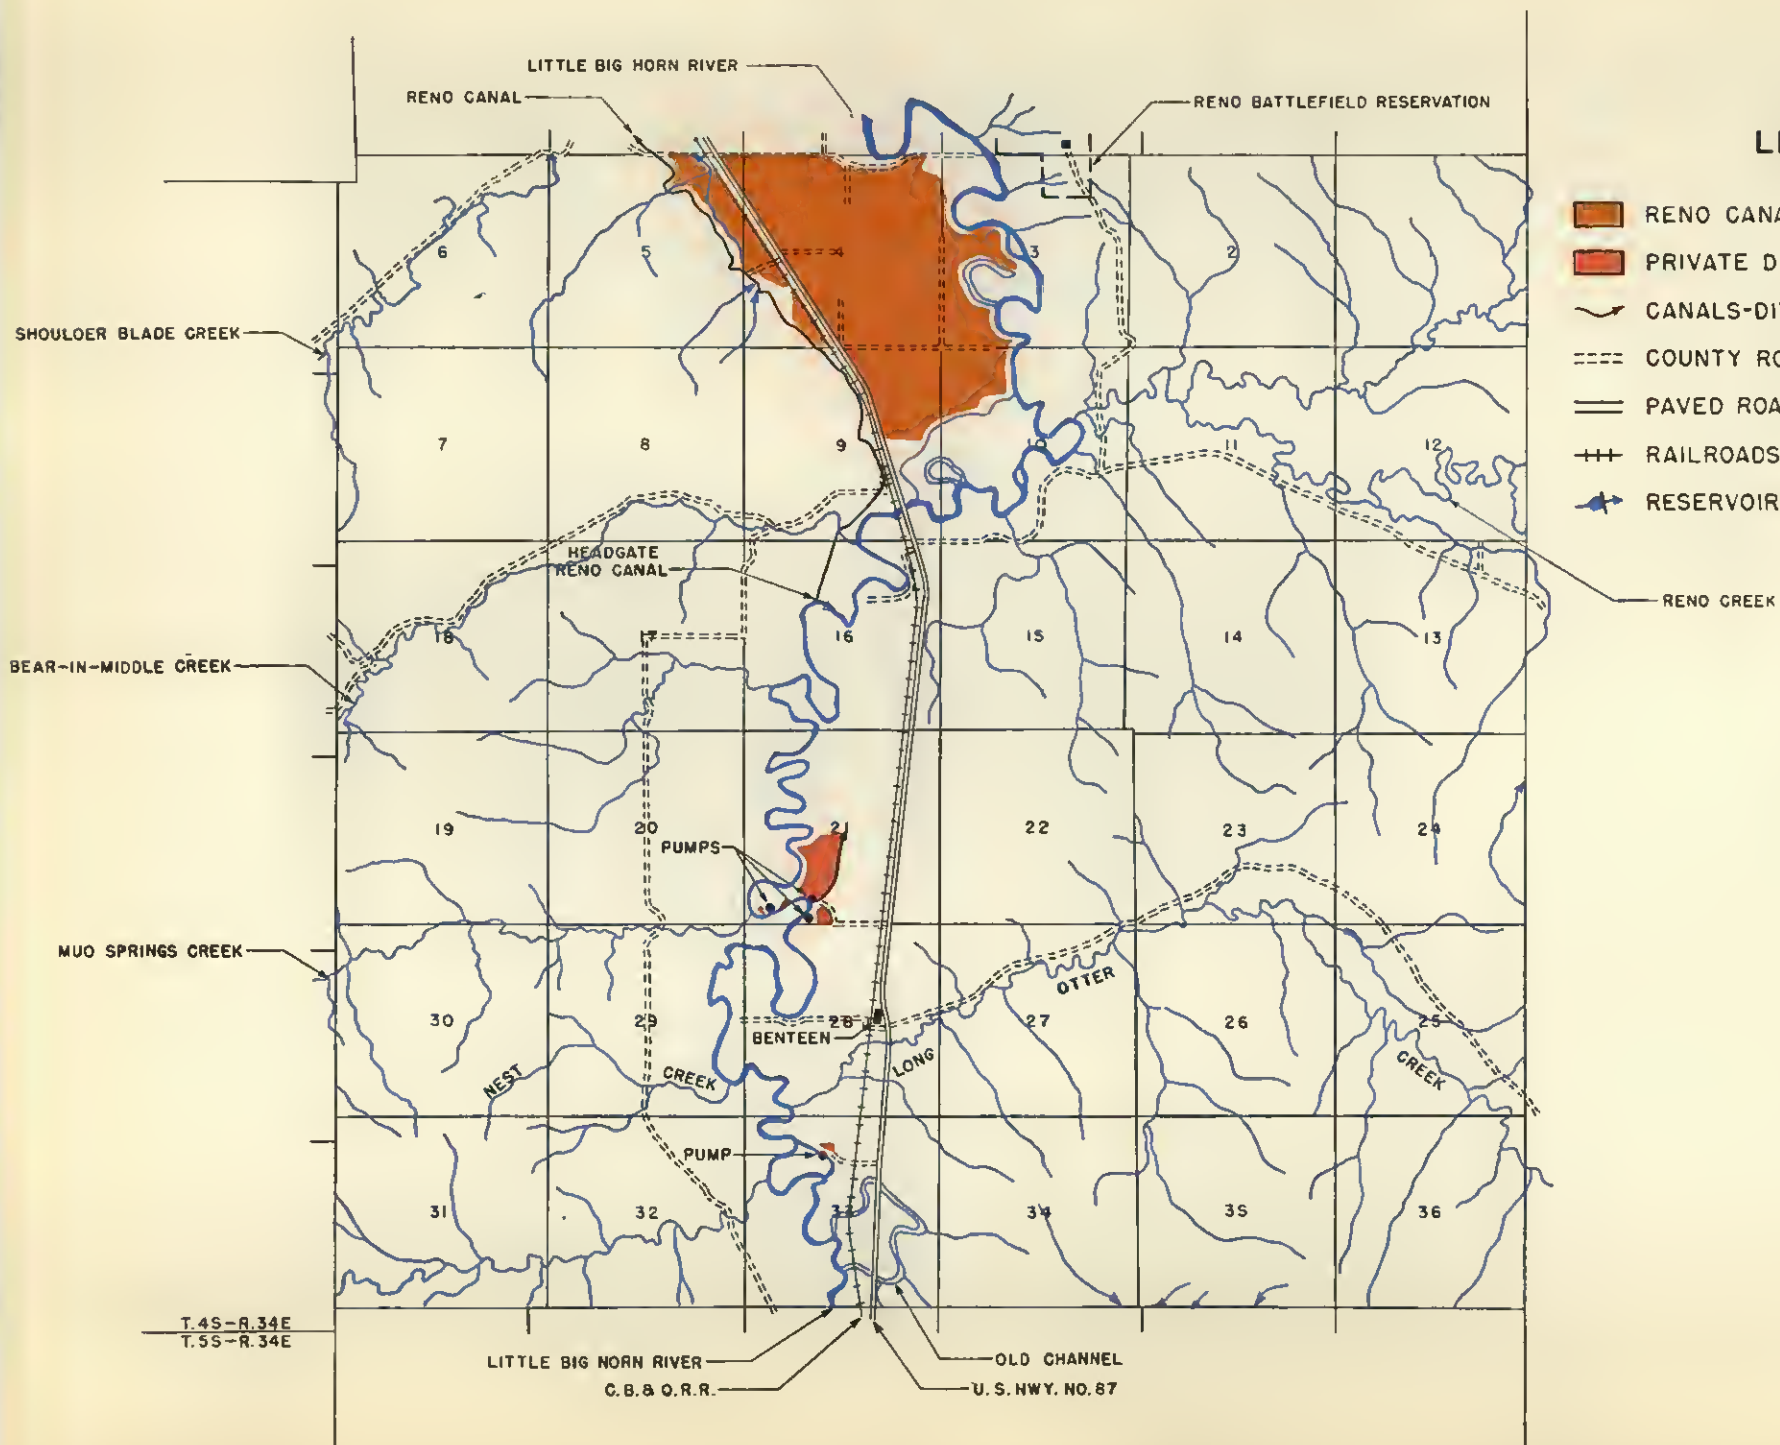 LITTLE BIG HORN RIVER
RENO CANAL
RENO BATTLEFIELD RESERVATION
RENO CANA
PRIVATE D
CANALS-DI
COUNTY RO
PAVED ROA
RAILROADS
RESERVOIR
6
5
4
3
2
SHOULOER BLADE CREEK
7
8
9
10
11
12
HEADGATE
RENO CANAL
RENO CREEK
18
17
16
15
14
13
BEAR-IN-MIDDLE CREEK
19
20
21
22
23
24
PUMPS
MUO SPRINGS CREEK
30
29
28
27
26
25
BENTEEN
LONG
OTTER
CREEK
NEST
CREEK
PUMP
31
32
33
34
35
36
T.4S-R.34E
T.5S-R.34E
LITTLE BIG NORN RIVER
OLD CHANNEL
C.B.& Q.R.R.
U.S.HWY.NO.87